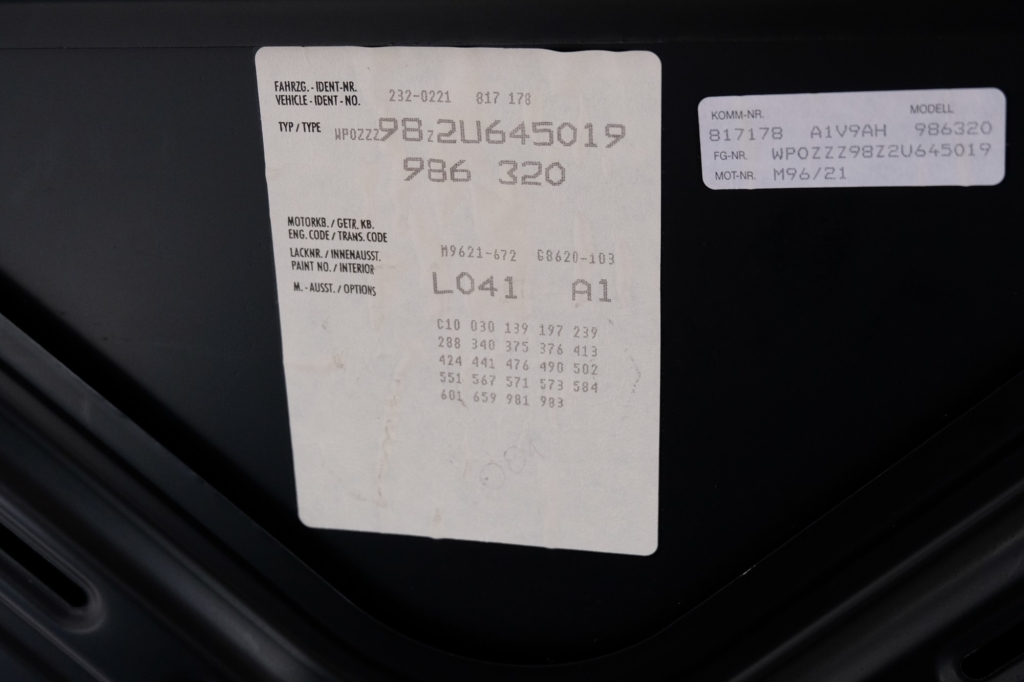 FAHRZG. - IDENT-NR.
VEHICLE - IDENT - NO. 232-0221 817 178
TYP / TYPE WP0ZZZ98Z2U645019
986 320
MOTORKB. / GETR. KB.
ENG. CODE / TRANS. CODE
M9621-672 G8620-103
LACKNR. / INNENAUSST.
PAINT NO. / INTERIOR
L041 A1
M. - AUSST. / OPTIONS
C10 030 139 197 239
288 340 375 376 413
424 441 476 490 502
551 567 571 573 584
601 659 981 983
KOMM-NR. MODELL
817178 A1V9AH 986320
FG-NR. WP0ZZZ98Z2U645019
MOT-NR. M96/21